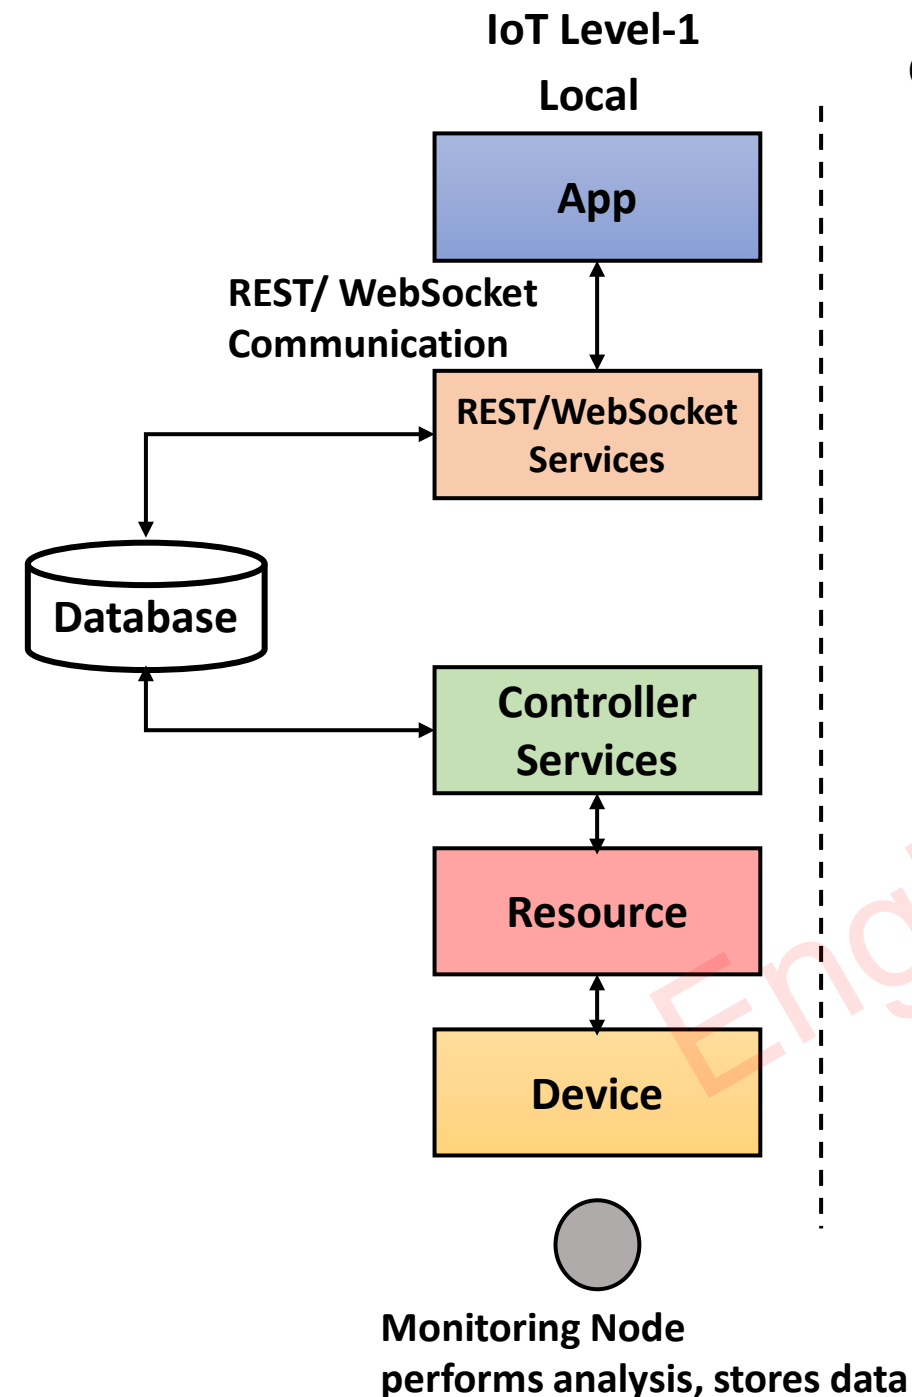 IoT Level-1
Local
App
REST/ WebSocket
Communication
REST/WebSocket
Services
Database
Controller
Services
Resource
Device
Monitoring Node
performs analysis, stores data